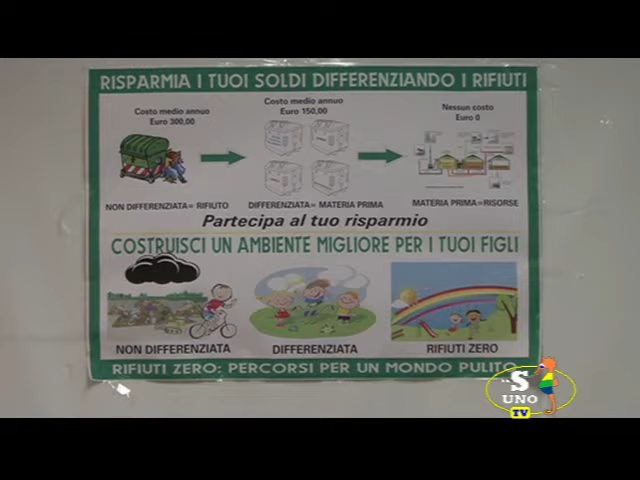 RISPARMIA I TUOI SOLDI DIFFERENZIANDO I RIFIUTI
Costo medio annuo
Euro 300,00
Costo medio annuo
Euro 150,00
Nessun costo
Euro 0
NON DIFFERENZIATA= RIFIUTO
DIFFERENZIATA= MATERIA PRIMA
MATERIA PRIMA=RISORSE
Partecipa al tuo risparmio
COSTRUISCI UN AMBIENTE MIGLIORE PER I TUOI FIGLI
NON DIFFERENZIATA
DIFFERENZIATA
RIFIUTI ZERO
RIFIUTI ZERO: PERCORSI PER UN MONDO PULITO
S
UNO
TV